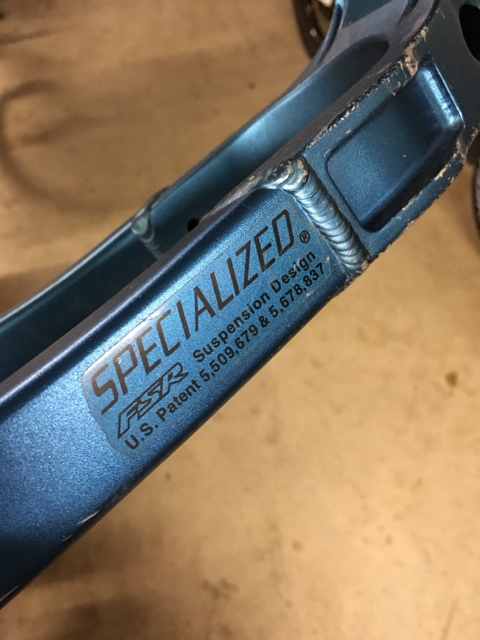 SPECIALIZED®
FSR Suspension Design
U.S. Patent 5,509,679 & 5,678,837